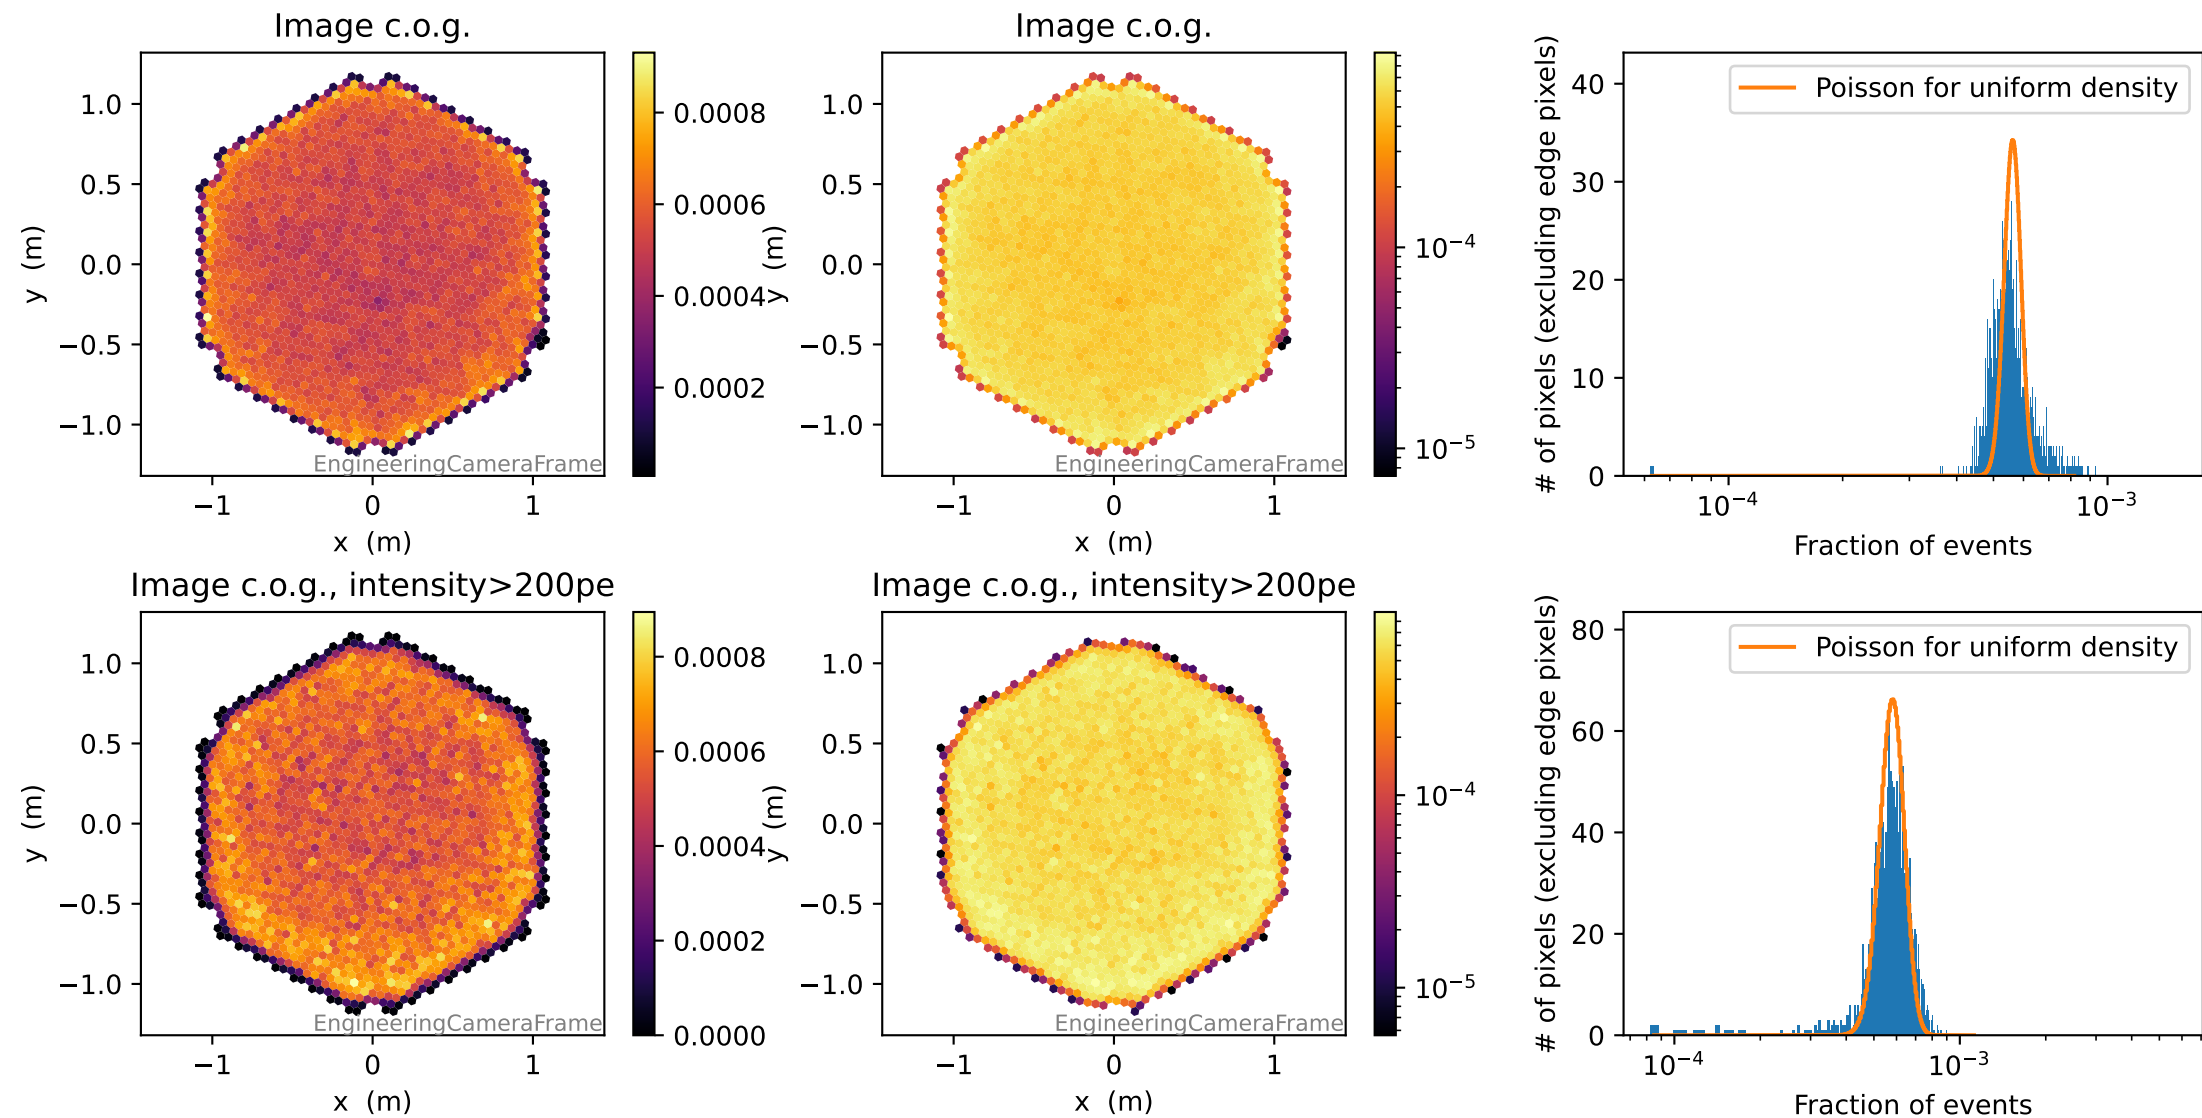 Image c.o.g.
1.0
0.5
0.0
−0.5
−1.0
y (m)
−1
0
1
x (m)
EngineeringCameraFrame
0.0008
0.0006
0.0004
0.0002
Image c.o.g.
1.0
0.5
0.0
−0.5
−1.0
y (m)
−1
0
1
x (m)
EngineeringCameraFrame
10⁻⁴
10⁻⁵
# of pixels (excluding edge pixels)
40
30
20
10
0
Poisson for uniform density
10⁻⁴
10⁻³
Fraction of events
Image c.o.g., intensity>200pe
1.0
0.5
0.0
−0.5
−1.0
y (m)
−1
0
1
x (m)
EngineeringCameraFrame
0.0008
0.0006
0.0004
0.0002
0.0000
Image c.o.g., intensity>200pe
1.0
0.5
0.0
−0.5
−1.0
y (m)
−1
0
1
x (m)
EngineeringCameraFrame
10⁻⁴
10⁻⁵
# of pixels (excluding edge pixels)
80
60
40
20
0
Poisson for uniform density
10⁻⁴
10⁻³
Fraction of events